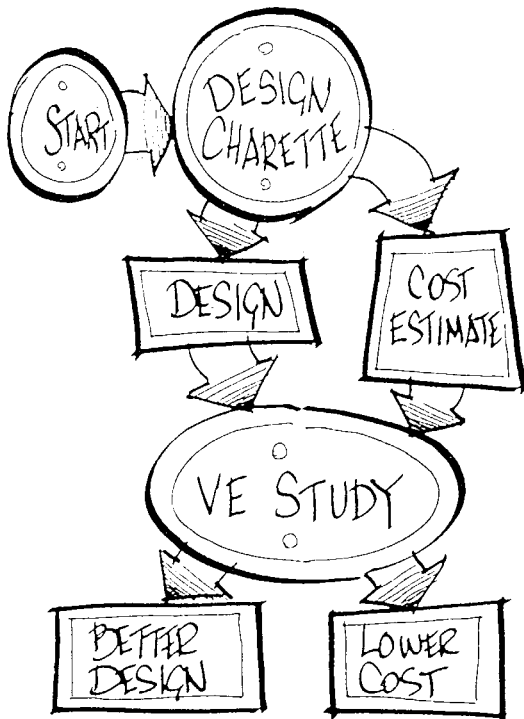 START
DESIGN
CHARETTE
DESIGN
COST
ESTIMATE
VE STUDY
BETTER
DESIGN
LOWER
COST